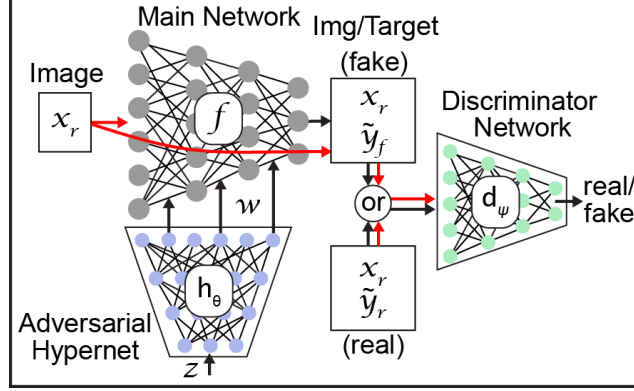 Main Network
Img/Target
(fake)
Image
x_r
f
x_r
ỹ_f
Discriminator
Network
d_ψ
real/
fake
or
w
h_θ
x_r
ỹ_r
(real)
Adversarial
Hypernet
z